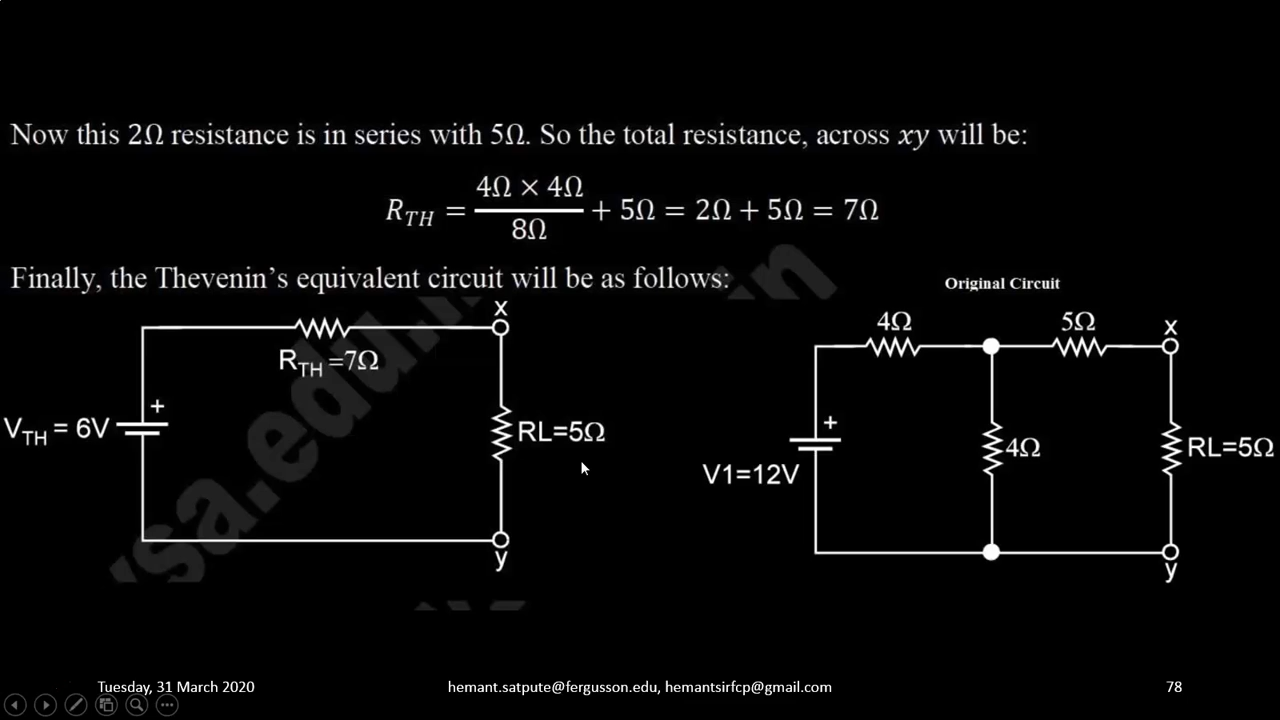 Now this 2Ω resistance is in series with 5Ω. So the total resistance, across xy will be:
R_TH = (4Ω × 4Ω)/8Ω + 5Ω = 2Ω + 5Ω = 7Ω
Finally, the Thevenin's equivalent circuit will be as follows:
Original Circuit
x
R_TH =7Ω
V_TH = 6V
+
RL=5Ω
y
4Ω
5Ω
x
+
V1=12V
4Ω
RL=5Ω
y
sa.edu.in
Tuesday, 31 March 2020
hemant.satpute@fergusson.edu, hemantsirfcp@gmail.com
78